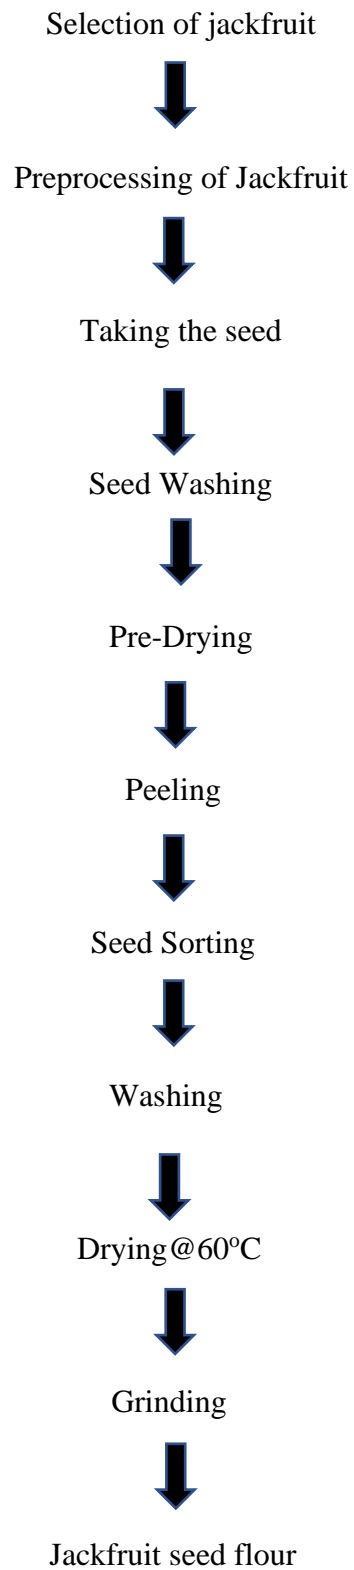 Selection of jackfruit
Preprocessing of Jackfruit
Taking the seed
Seed Washing
Pre-Drying
Peeling
Seed Sorting
Washing
Drying@60ºC
Grinding
Jackfruit seed flour